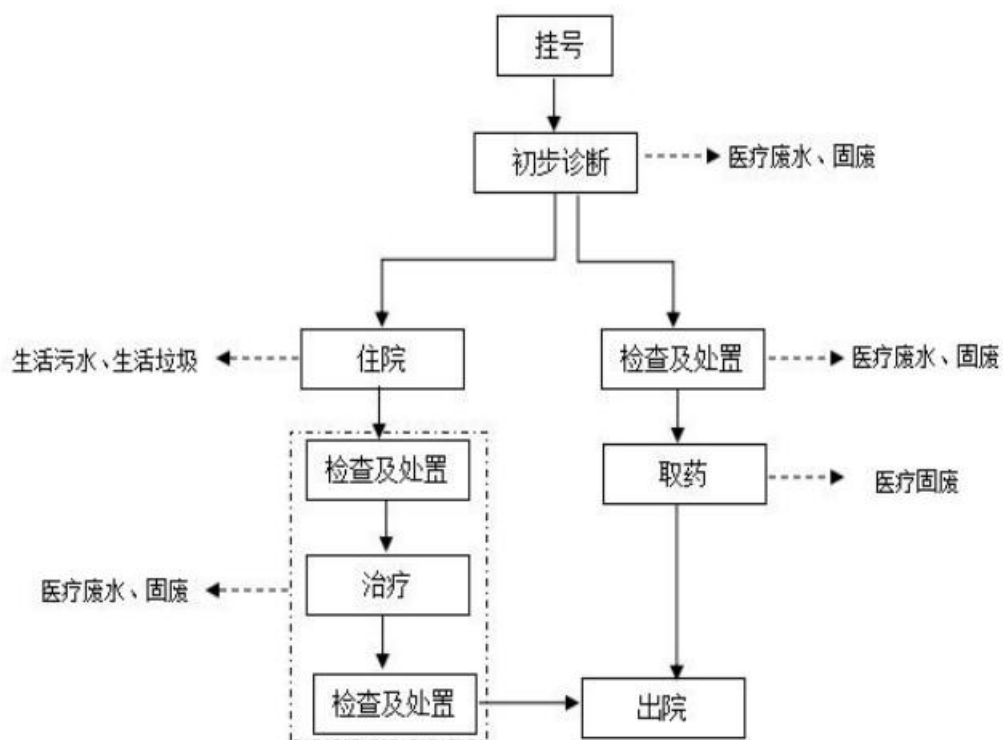 挂号
初步诊断
医疗废水、固废
生活污水、生活垃圾
住院
检查及处置
医疗废水、固废
检查及处置
取药
医疗固废
医疗废水、固废
治疗
检查及处置
出院